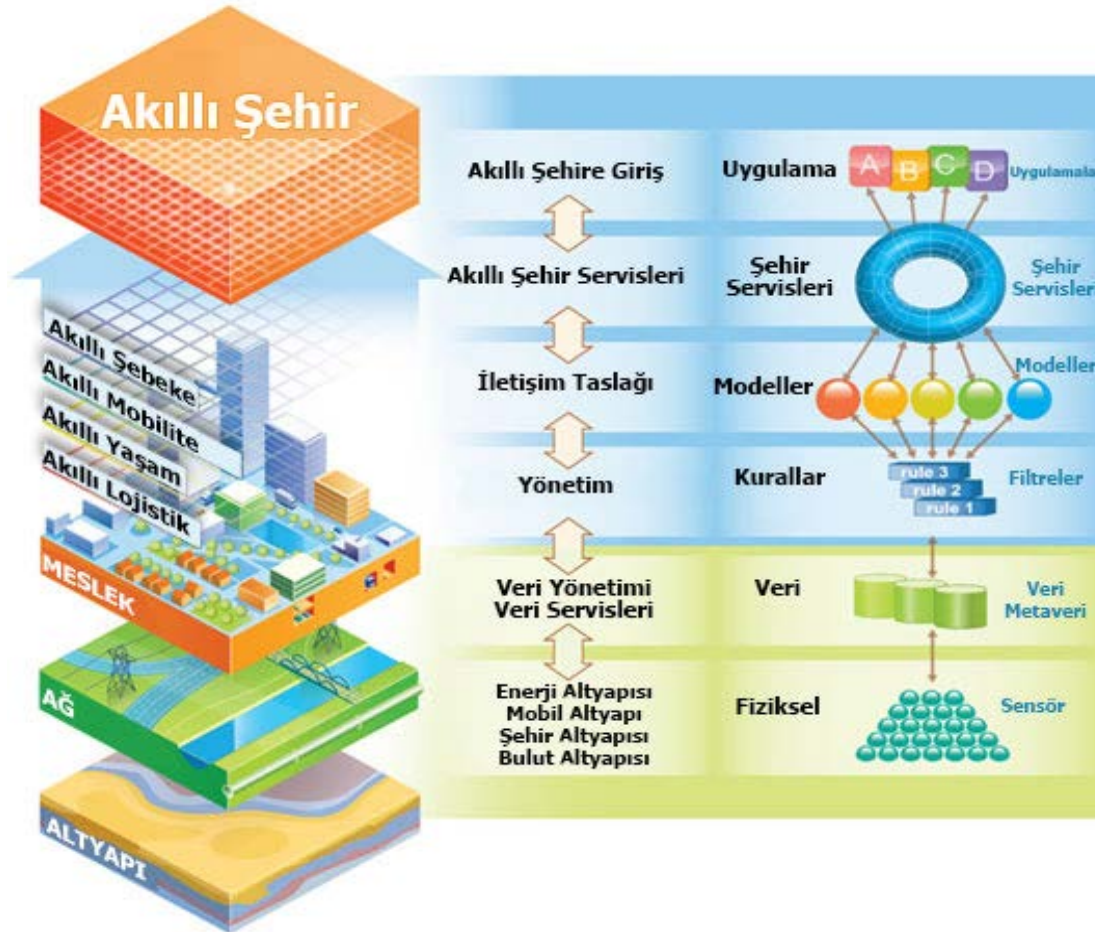 Akıllı Şehir
Akıllı Şebeke
Akıllı Mobilite
Akıllı Yaşam
Akıllı Lojistik
MESLEK
AĞ
ALTYAPI
Akıllı Şehire Giriş
Akıllı Şehir Servisleri
İletişim Taslağı
Yönetim
Veri Yönetimi
Veri Servisleri
Enerji Altyapısı
Mobil Altyapı
Şehir Altyapısı
Bulut Altyapısı
Uygulama
Şehir
Servisleri
Modeller
Kurallar
Veri
Fiziksel
A
B
C
D
rule 3
rule 2
rule 1
Uygulamala
Şehir
Servisleri
Modeller
Filtreler
Veri
Metaveri
Sensör